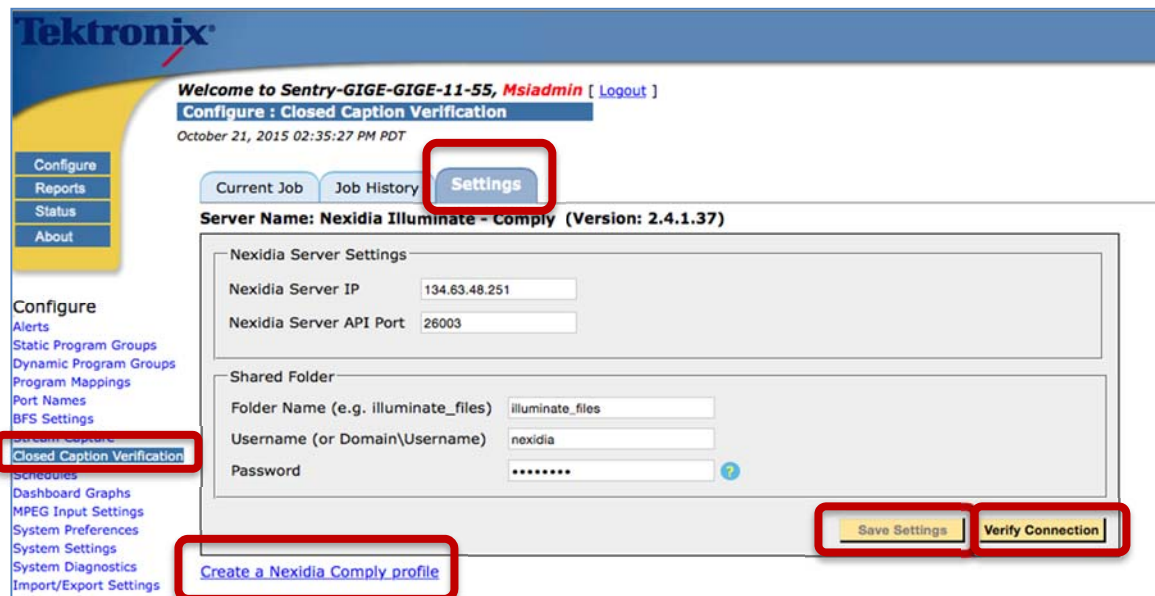 Tektronix
Welcome to Sentry-GIGE-GIGE-11-55, Msiadmin [ Logout ]
Configure : Closed Caption Verification
October 21, 2015 02:35:27 PM PDT
Configure
Reports
Status
About
Current Job
Job History
Settings
Server Name: Nexidia Illuminate - Comply (Version: 2.4.1.37)
Nexidia Server Settings
Nexidia Server IP 134.63.48.251
Nexidia Server API Port 26003
Shared Folder
Folder Name (e.g. illuminate_files) illuminate_files
Username (or Domain\Username) nexidia
Password •••••••• ?
Save Settings
Verify Connection
Create a Nexidia Comply profile
Configure
Alerts
Static Program Groups
Dynamic Program Groups
Program Mappings
Port Names
BFS Settings
Stream Capture
Closed Caption Verification
Schedules
Dashboard Graphs
MPEG Input Settings
System Preferences
System Settings
System Diagnostics
Import/Export Settings